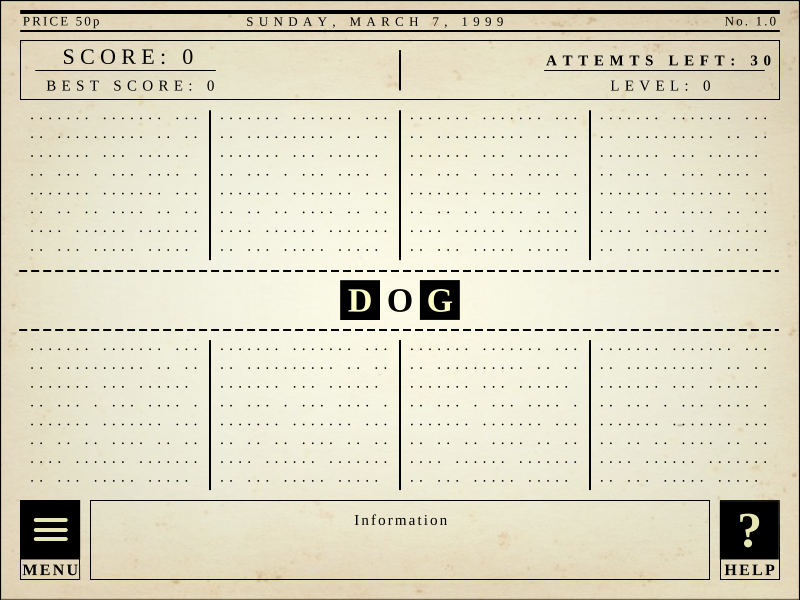 PRICE 50p SUNDAY, MARCH 7, 1999 No. 1.0
SCORE: 0
BEST SCORE: 0
ATTEMTS LEFT: 30
LEVEL: 0
DOG
Information
MENU
?
HELP